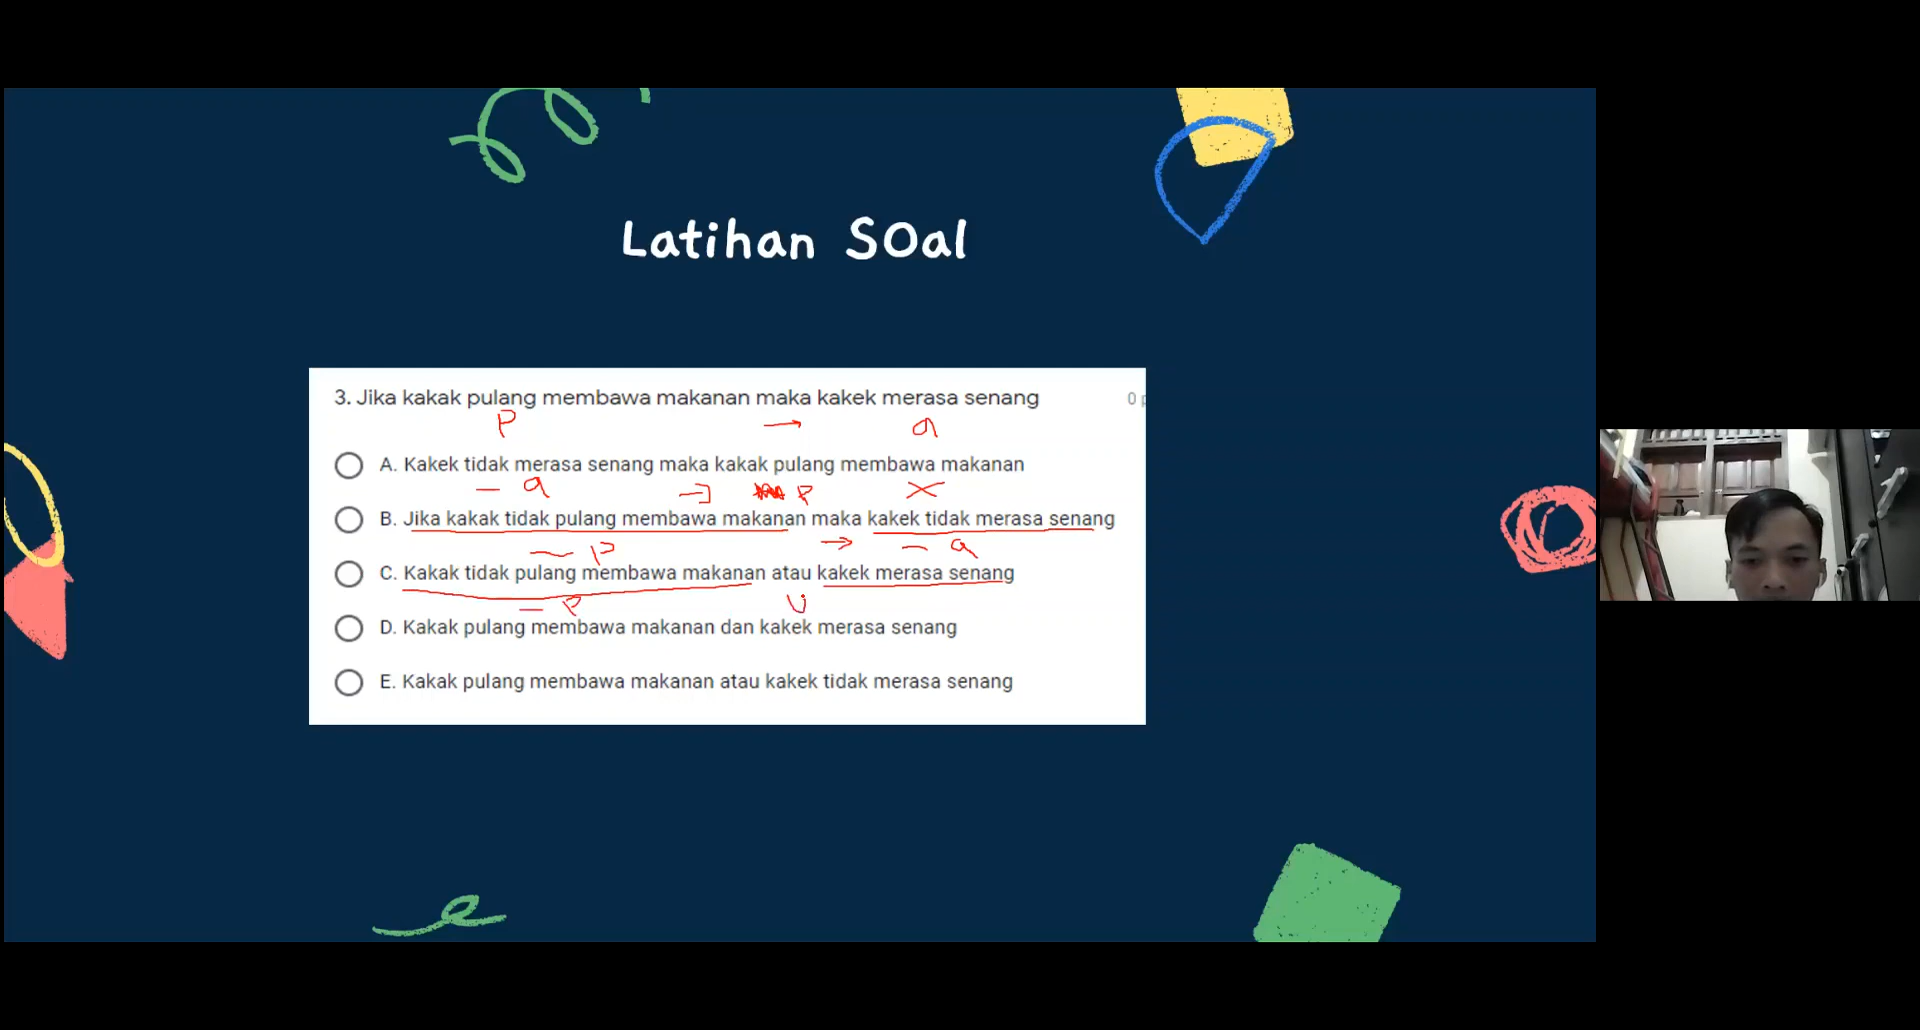 Latihan SOal
3. Jika kakak pulang membawa makanan maka kakek merasa senang 0 p
P → q
A. Kakek tidak merasa senang maka kakak pulang membawa makanan
– q → P ×
B. Jika kakak tidak pulang membawa makanan maka kakek tidak merasa senang
~ P → ~ q
C. Kakak tidak pulang membawa makanan atau kakek merasa senang
– P V
D. Kakak pulang membawa makanan dan kakek merasa senang
E. Kakak pulang membawa makanan atau kakek tidak merasa senang